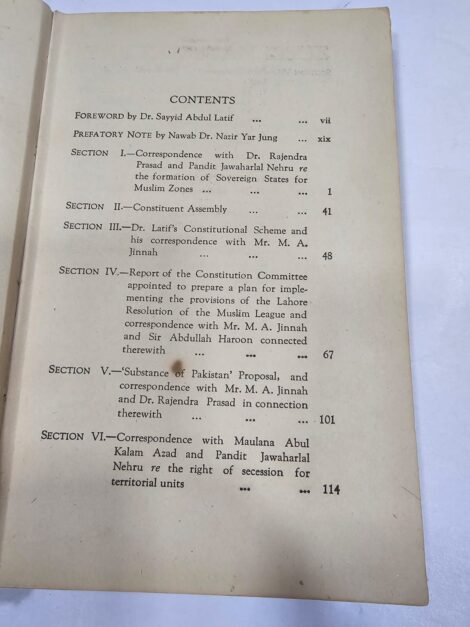 CONTENTS
FOREWORD by Dr. Sayyid Abdul Latif ... ... vii
PREFATORY NOTE by Nawab Dr. Nazir Yar Jung ... xix
SECTION I.—Correspondence with Dr. Rajendra
Prasad and Pandit Jawaharlal Nehru re
the formation of Sovereign States for
Muslim Zones ... ... ... 1
SECTION II.—Constituent Assembly ... ... 41
SECTION III.—Dr. Latif's Constitutional Scheme and
his correspondence with Mr. M. A.
Jinnah ... ... ... 48
SECTION IV.—Report of the Constitution Committee
appointed to prepare a plan for imple-
menting the provisions of the Lahore
Resolution of the Muslim League and
correspondence with Mr. M. A. Jinnah
and Sir Abdullah Haroon connected
therewith ... ... ... 67
SECTION V.—'Substance of Pakistan' Proposal, and
correspondence with Mr. M. A. Jinnah
and Dr. Rajendra Prasad in connection
therewith ... ... ... 101
SECTION VI.—Correspondence with Maulana Abul
Kalam Azad and Pandit Jawaharlal
Nehru re the right of secession for
territorial units ... ... 114